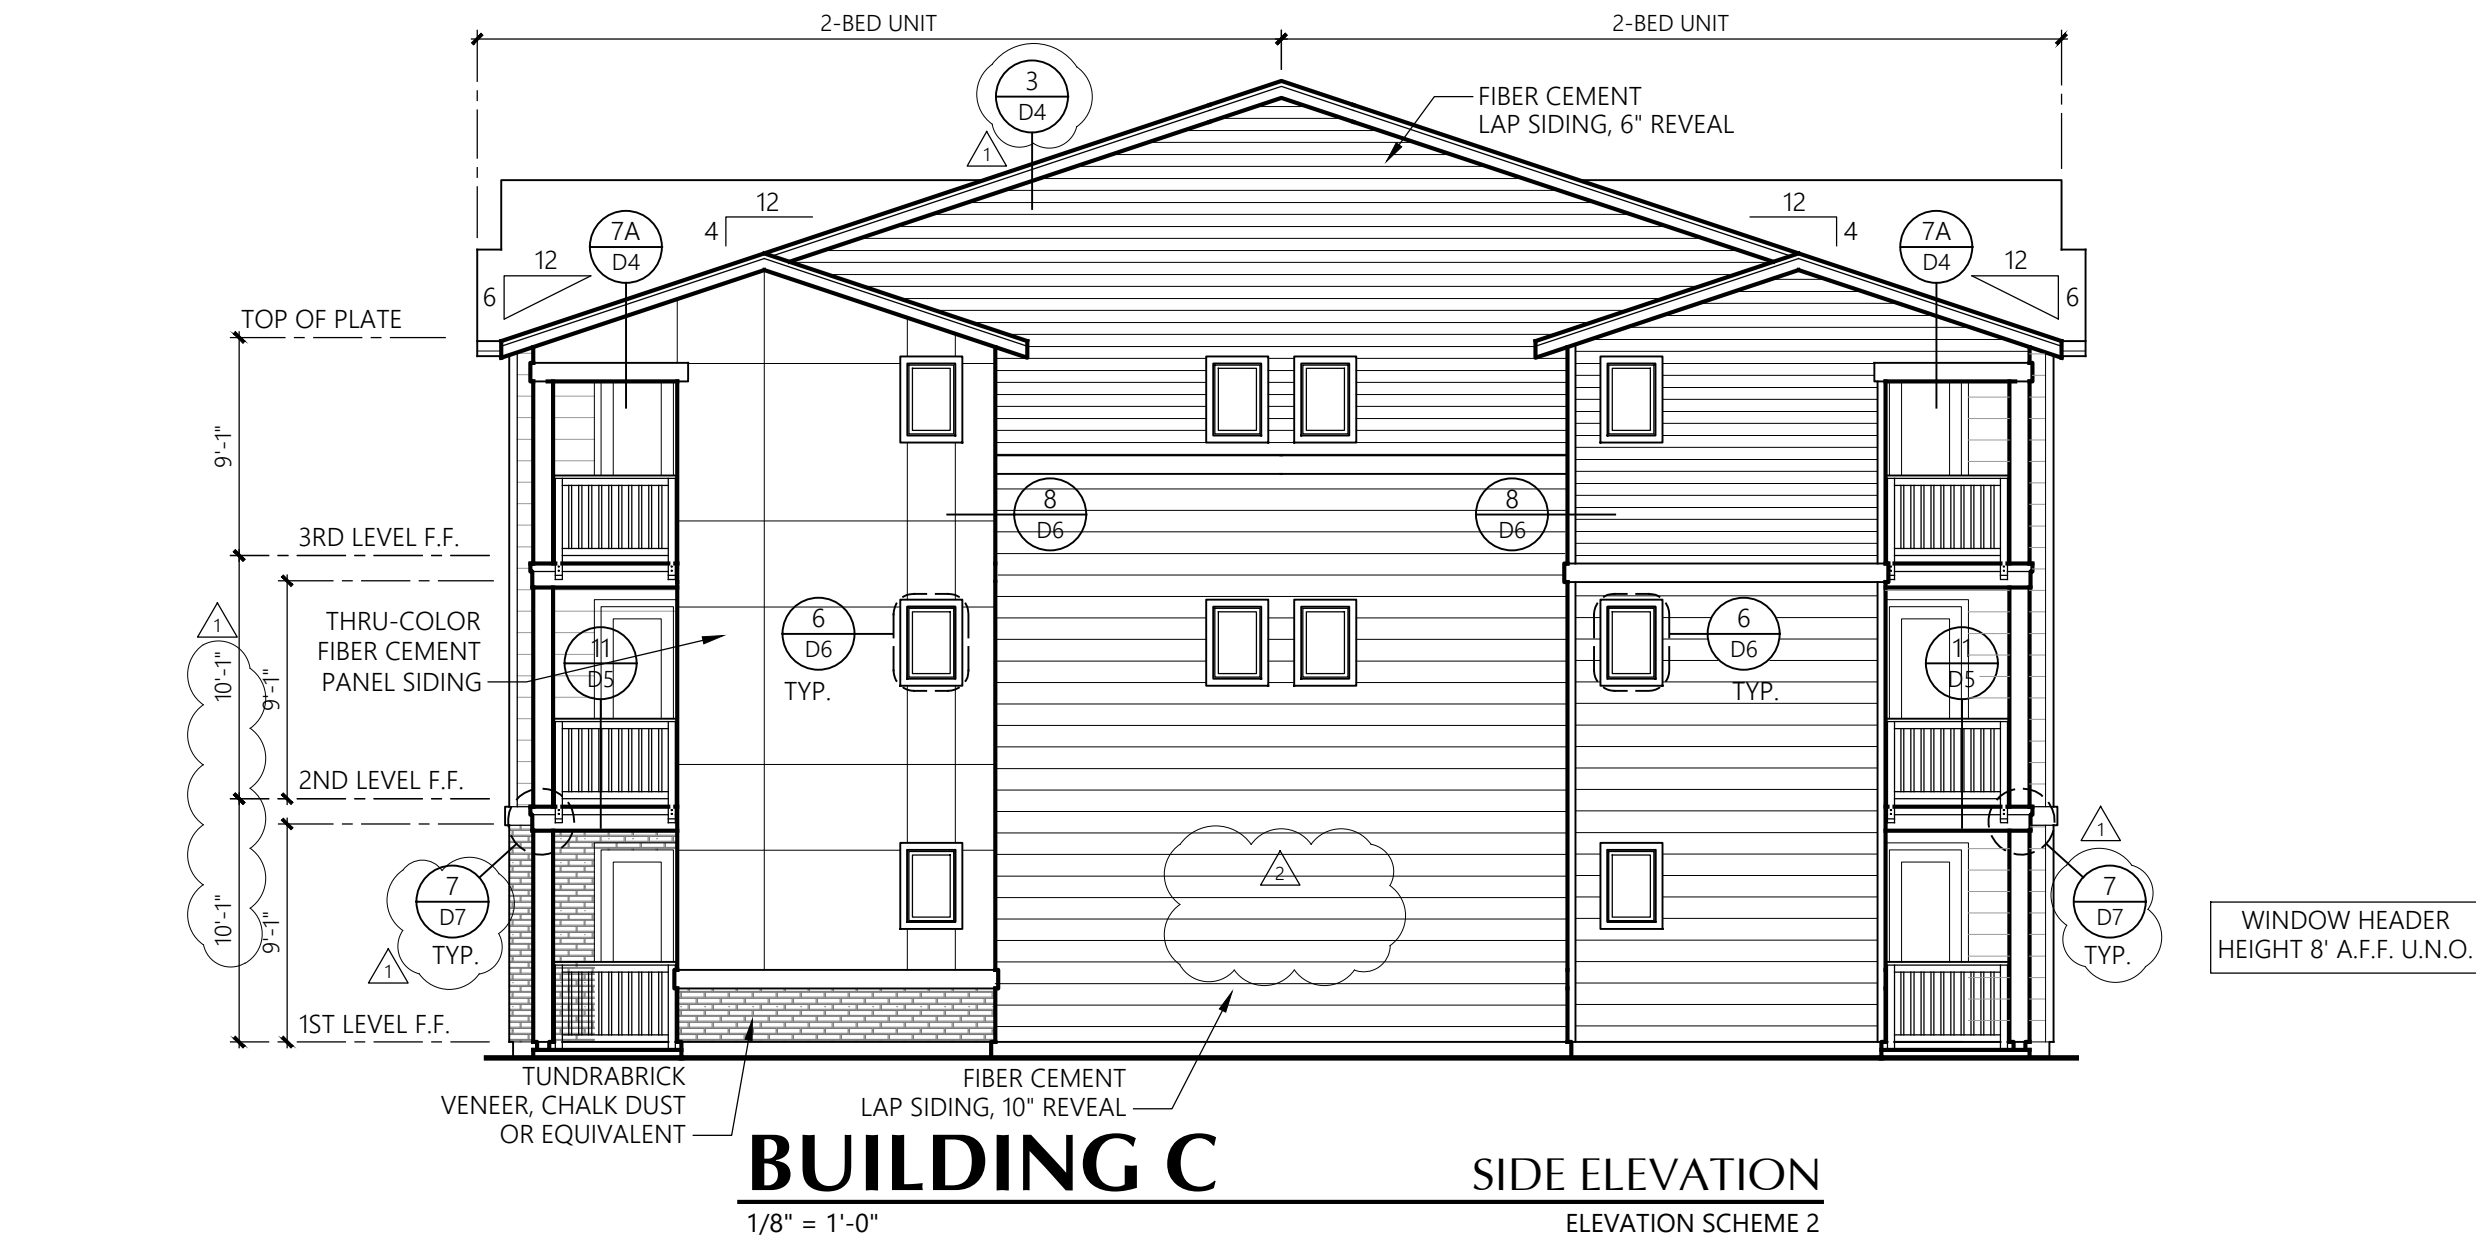 2-BED UNIT
2-BED UNIT
3
D4
1
FIBER CEMENT
LAP SIDING, 6" REVEAL
12
4
12
4
7A
D4
7A
D4
12
6
12
6
TOP OF PLATE
9'-1"
8
D6
8
D6
3RD LEVEL F.F.
1
THRU-COLOR
FIBER CEMENT
PANEL SIDING
11
D5
6
D6
TYP.
6
D6
TYP.
11
D5
10'-1"
9'-1"
2ND LEVEL F.F.
1
2
7
D7
TYP.
1
7
D7
TYP.
10'-1"
9'-1"
WINDOW HEADER
HEIGHT 8' A.F.F. U.N.O.
1ST LEVEL F.F.
TUNDRABRICK
VENEER, CHALK DUST
OR EQUIVALENT
FIBER CEMENT
LAP SIDING, 10" REVEAL
BUILDING C
SIDE ELEVATION
1/8" = 1'-0"
ELEVATION SCHEME 2